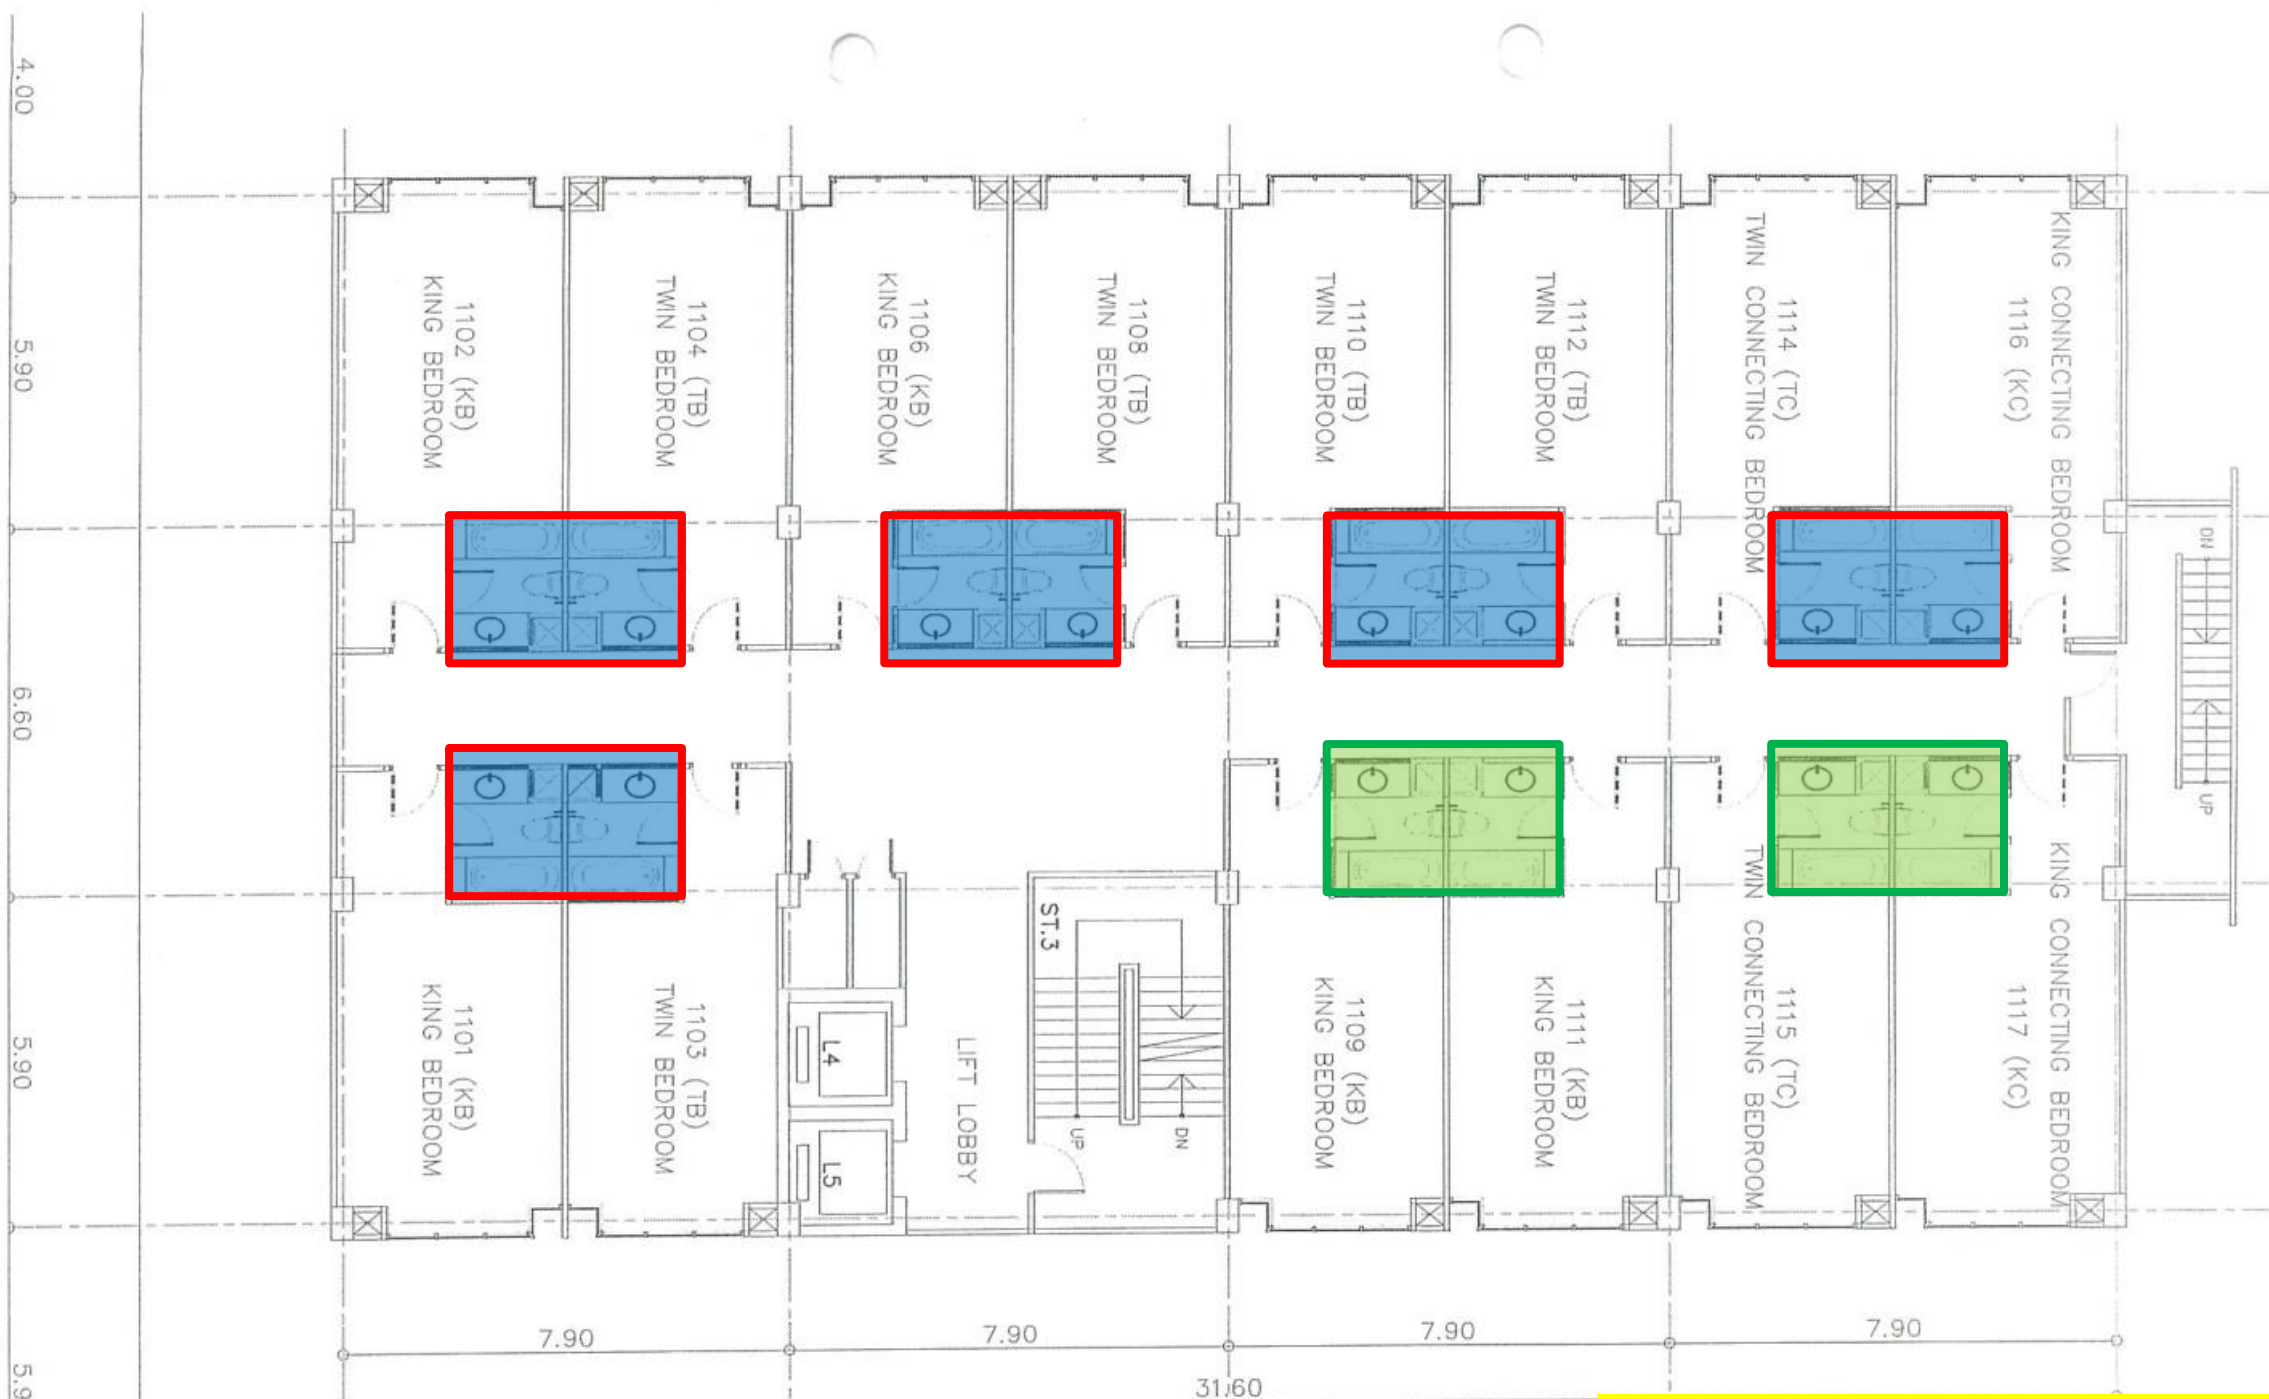 4.00
5.90
6.60
5.90
5.9
1102 (KB)
KING BEDROOM
1104 (TB)
TWIN BEDROOM
1106 (KB)
KING BEDROOM
1108 (TB)
TWIN BEDROOM
1110 (TB)
TWIN BEDROOM
1112 (TB)
TWIN BEDROOM
1114 (TC)
TWIN CONNECTING BEDROOM
KING CONNECTING BEDROOM
1116 (KC)
DN
UP
1101 (KB)
KING BEDROOM
1103 (TB)
TWIN BEDROOM
L4
L5
LIFT LOBBY
ST.3
UP
DN
1109 (KB)
KING BEDROOM
1111 (KB)
KING BEDROOM
1115 (TC)
TWIN CONNECTING BEDROOM
KING CONNECTING BEDROOM
1117 (KC)
7.90
7.90
7.90
7.90
31.60